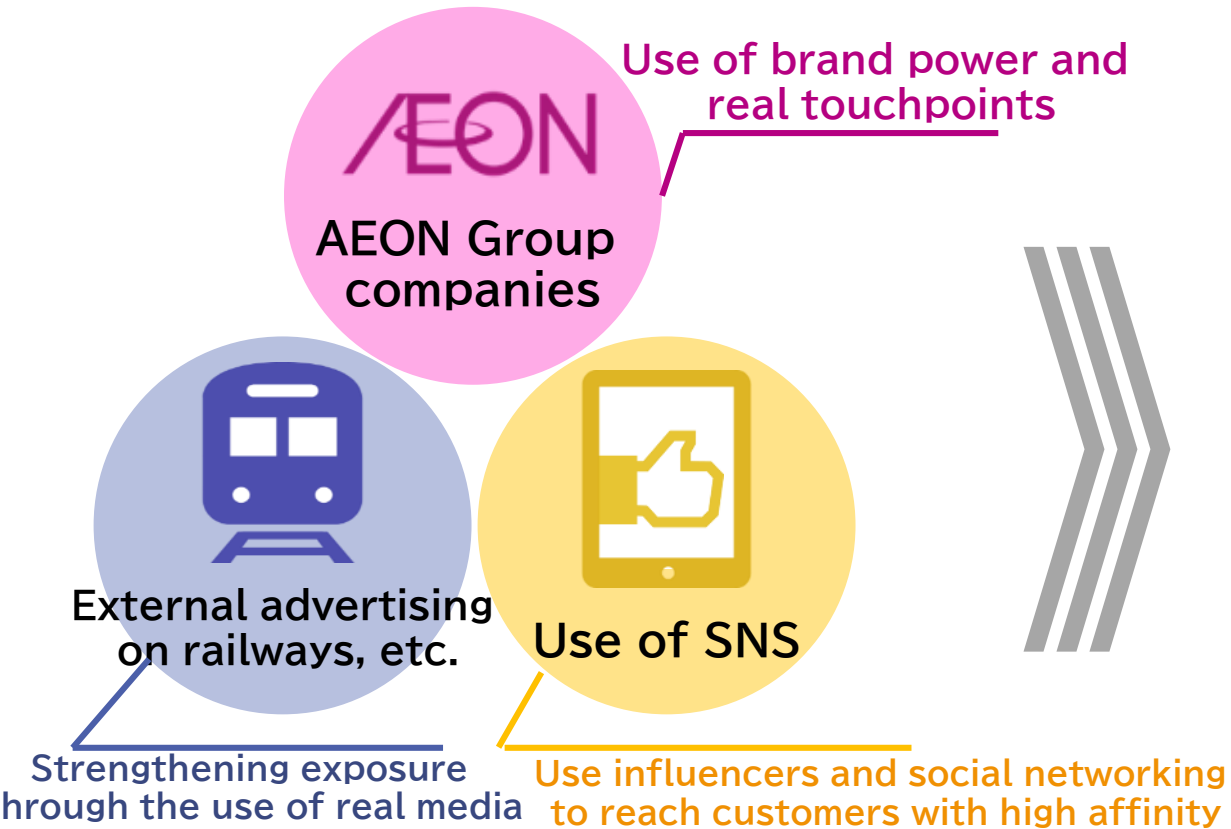 Use of brand power and
real touchpoints
ÆON
AEON Group
companies
External advertising
on railways, etc.
Use of SNS
Strengthening exposure
hrough the use of real media
Use influencers and social networking
to reach customers with high affinity